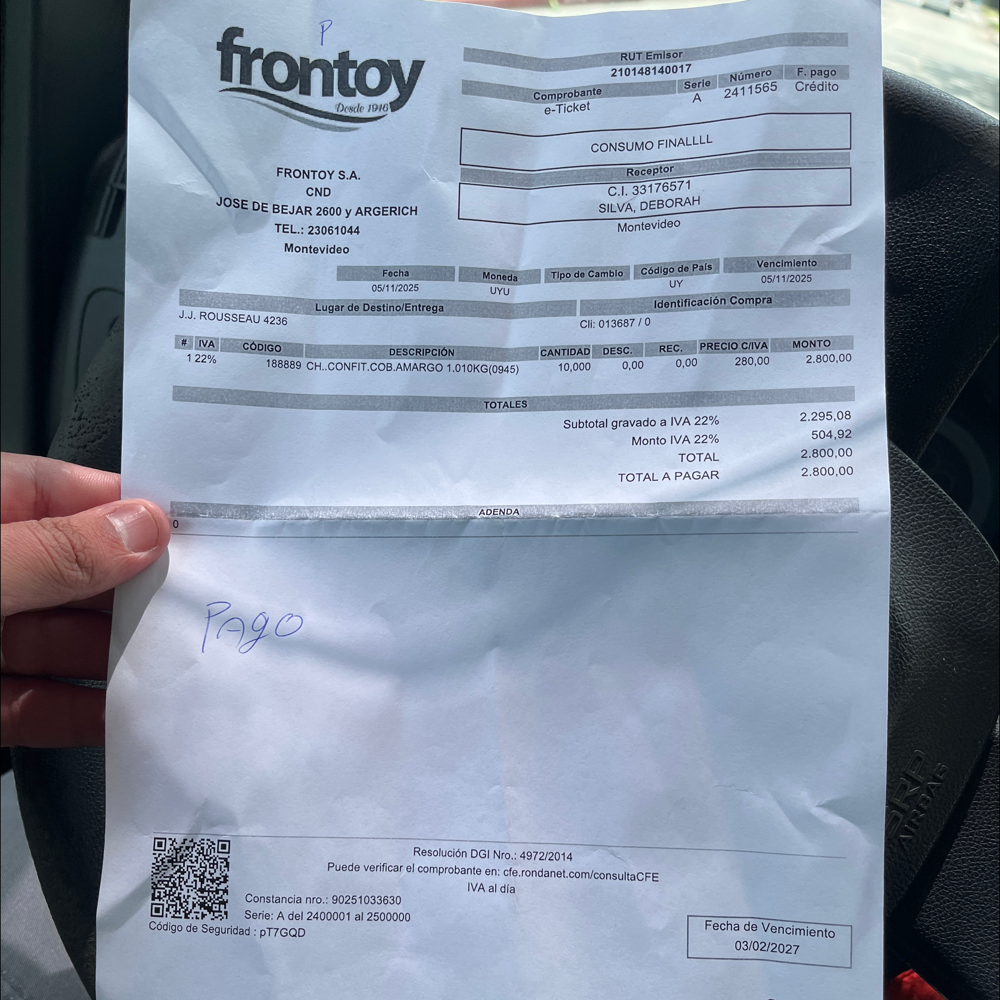 P
frontoy
Desde 1916
FRONTOY S.A.
CND
JOSE DE BEJAR 2600 y ARGERICH
TEL.: 23061044
Montevideo
RUT Emisor
210148140017
Comprobante Serie Número F. pago
e-Ticket A 2411565 Crédito
CONSUMO FINALLLL
Receptor
C.I. 33176571
SILVA, DEBORAH
Montevideo
Fecha Moneda Tipo de Cambio Código de País Vencimiento
05/11/2025 UYU UY 05/11/2025
Lugar de Destino/Entrega Identificación Compra
J.J. ROUSSEAU 4236 Cli: 013687 / 0
# IVA CÓDIGO DESCRIPCIÓN CANTIDAD DESC. REC. PRECIO C/IVA MONTO
1 22% 188889 CH..CONFIT.COB.AMARGO 1.010KG(0945) 10,000 0,00 0,00 280,00 2.800,00
TOTALES
Subtotal gravado a IVA 22% 2.295,08
Monto IVA 22% 504,92
TOTAL 2.800,00
TOTAL A PAGAR 2.800,00
ADENDA
0
PAgo
Resolución DGI Nro.: 4972/2014
Puede verificar el comprobante en: cfe.rondanet.com/consultaCFE
IVA al día
Constancia nro.: 90251033630
Serie: A del 2400001 al 2500000
Código de Seguridad : pT7GQD
Fecha de Vencimiento
03/02/2027
SRP
AIRBAG